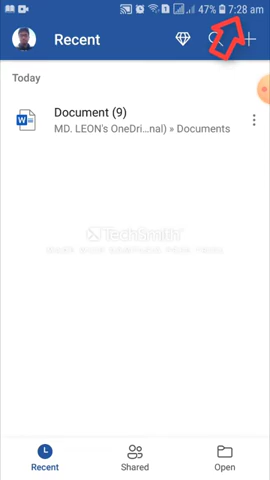 47% 7:28 am
Recent
Today
Document (9)
MD. LEON's OneDri...nal) » Documents
TechSmith
Recent
Shared
Open